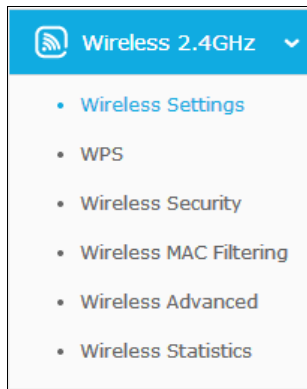 Wireless 2.4GHz
Wireless Settings
WPS
Wireless Security
Wireless MAC Filtering
Wireless Advanced
Wireless Statistics